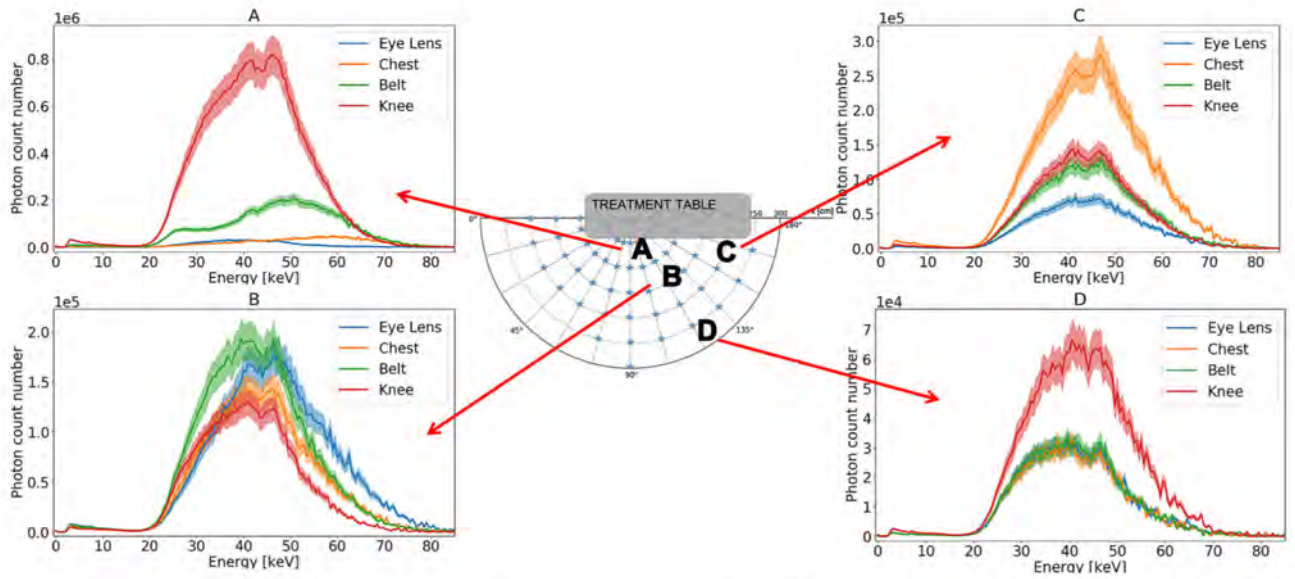 A
1e6
Photon count number
0.8
0.6
0.4
0.2
0.0
Eye Lens
Chest
Belt
Knee
0 10 20 30 40 50 60 70 80
Energy [keV]
C
1e5
Photon count number
3.0
2.5
2.0
1.5
1.0
0.5
0.0
Eye Lens
Chest
Belt
Knee
0 10 20 30 40 50 60 70 80
Energy [keV]
TREATMENT TABLE
0°
300
[cm]
180°
A
B
C
D
45°
135°
90°
B
1e5
Photon count number
2.0
1.5
1.0
0.5
0.0
Eye Lens
Chest
Belt
Knee
0 10 20 30 40 50 60 70 80
Energy [keV]
D
1e4
Photon count number
7
6
5
4
3
2
1
0
Eye Lens
Chest
Belt
Knee
0 10 20 30 40 50 60 70 80
Energy [keV]